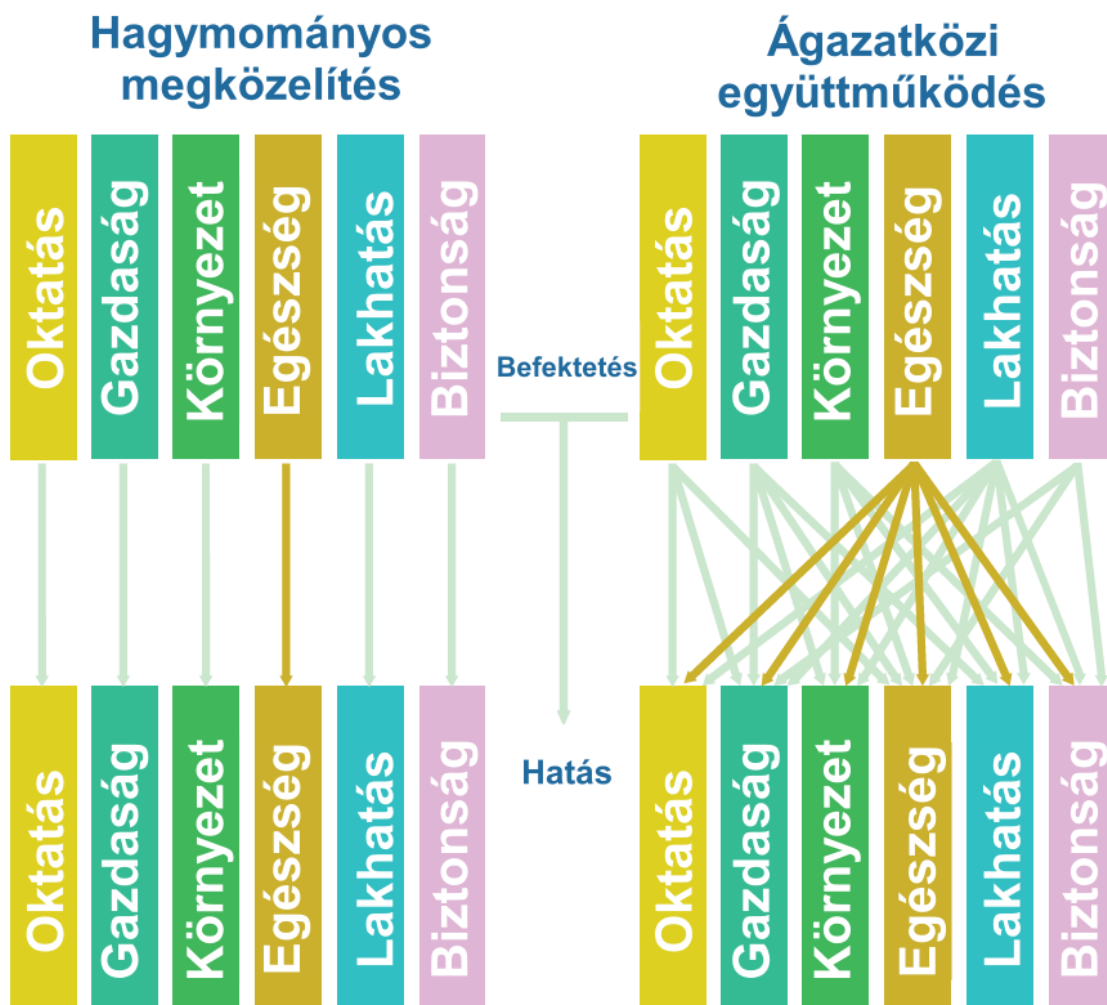 Hagymományos
megközelítés
Ágazatközi
együttműködés
Oktatás
Gazdaság
Környezet
Egészség
Lakhatás
Biztonság
Befektetés
Oktatás
Gazdaság
Környezet
Egészség
Lakhatás
Biztonság
Oktatás
Gazdaság
Környezet
Egészség
Lakhatás
Biztonság
Hatás
Oktatás
Gazdaság
Környezet
Egészség
Lakhatás
Biztonság